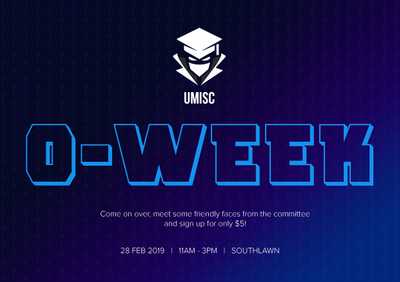 UMISC
O-WEEK
Come on over, meet some friendly faces from the committee
and sign up for only $5!
28 FEB 2019 | 11AM - 3PM | SOUTHLAWN